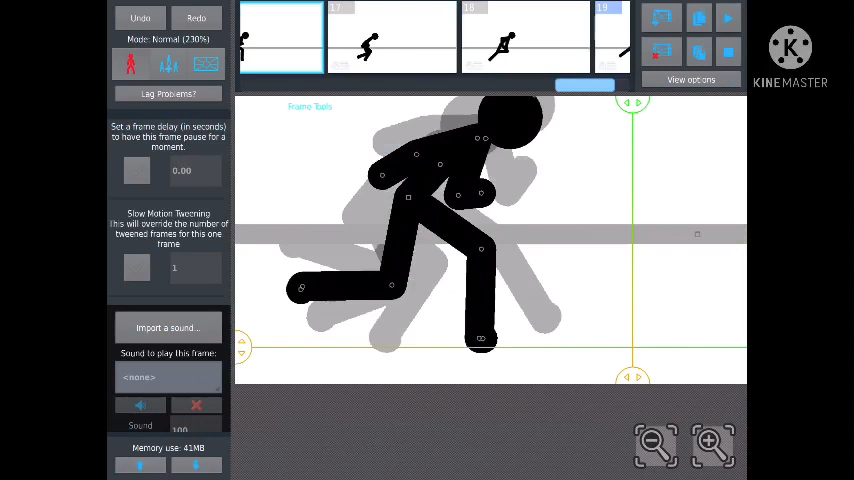 Undo
Redo
Mode: Normal (230%)
Lag Problems?
Set a frame delay (in seconds)
to have this frame pause for a
moment.
0.00
Slow Motion Tweening
This will override the number of
tweened frames for this one
frame
1
Import a sound...
Sound to play this frame:
<none>
Sound
100
Memory use: 41MB
17
18
19
View options
Frame Tools
K
KINEMASTER